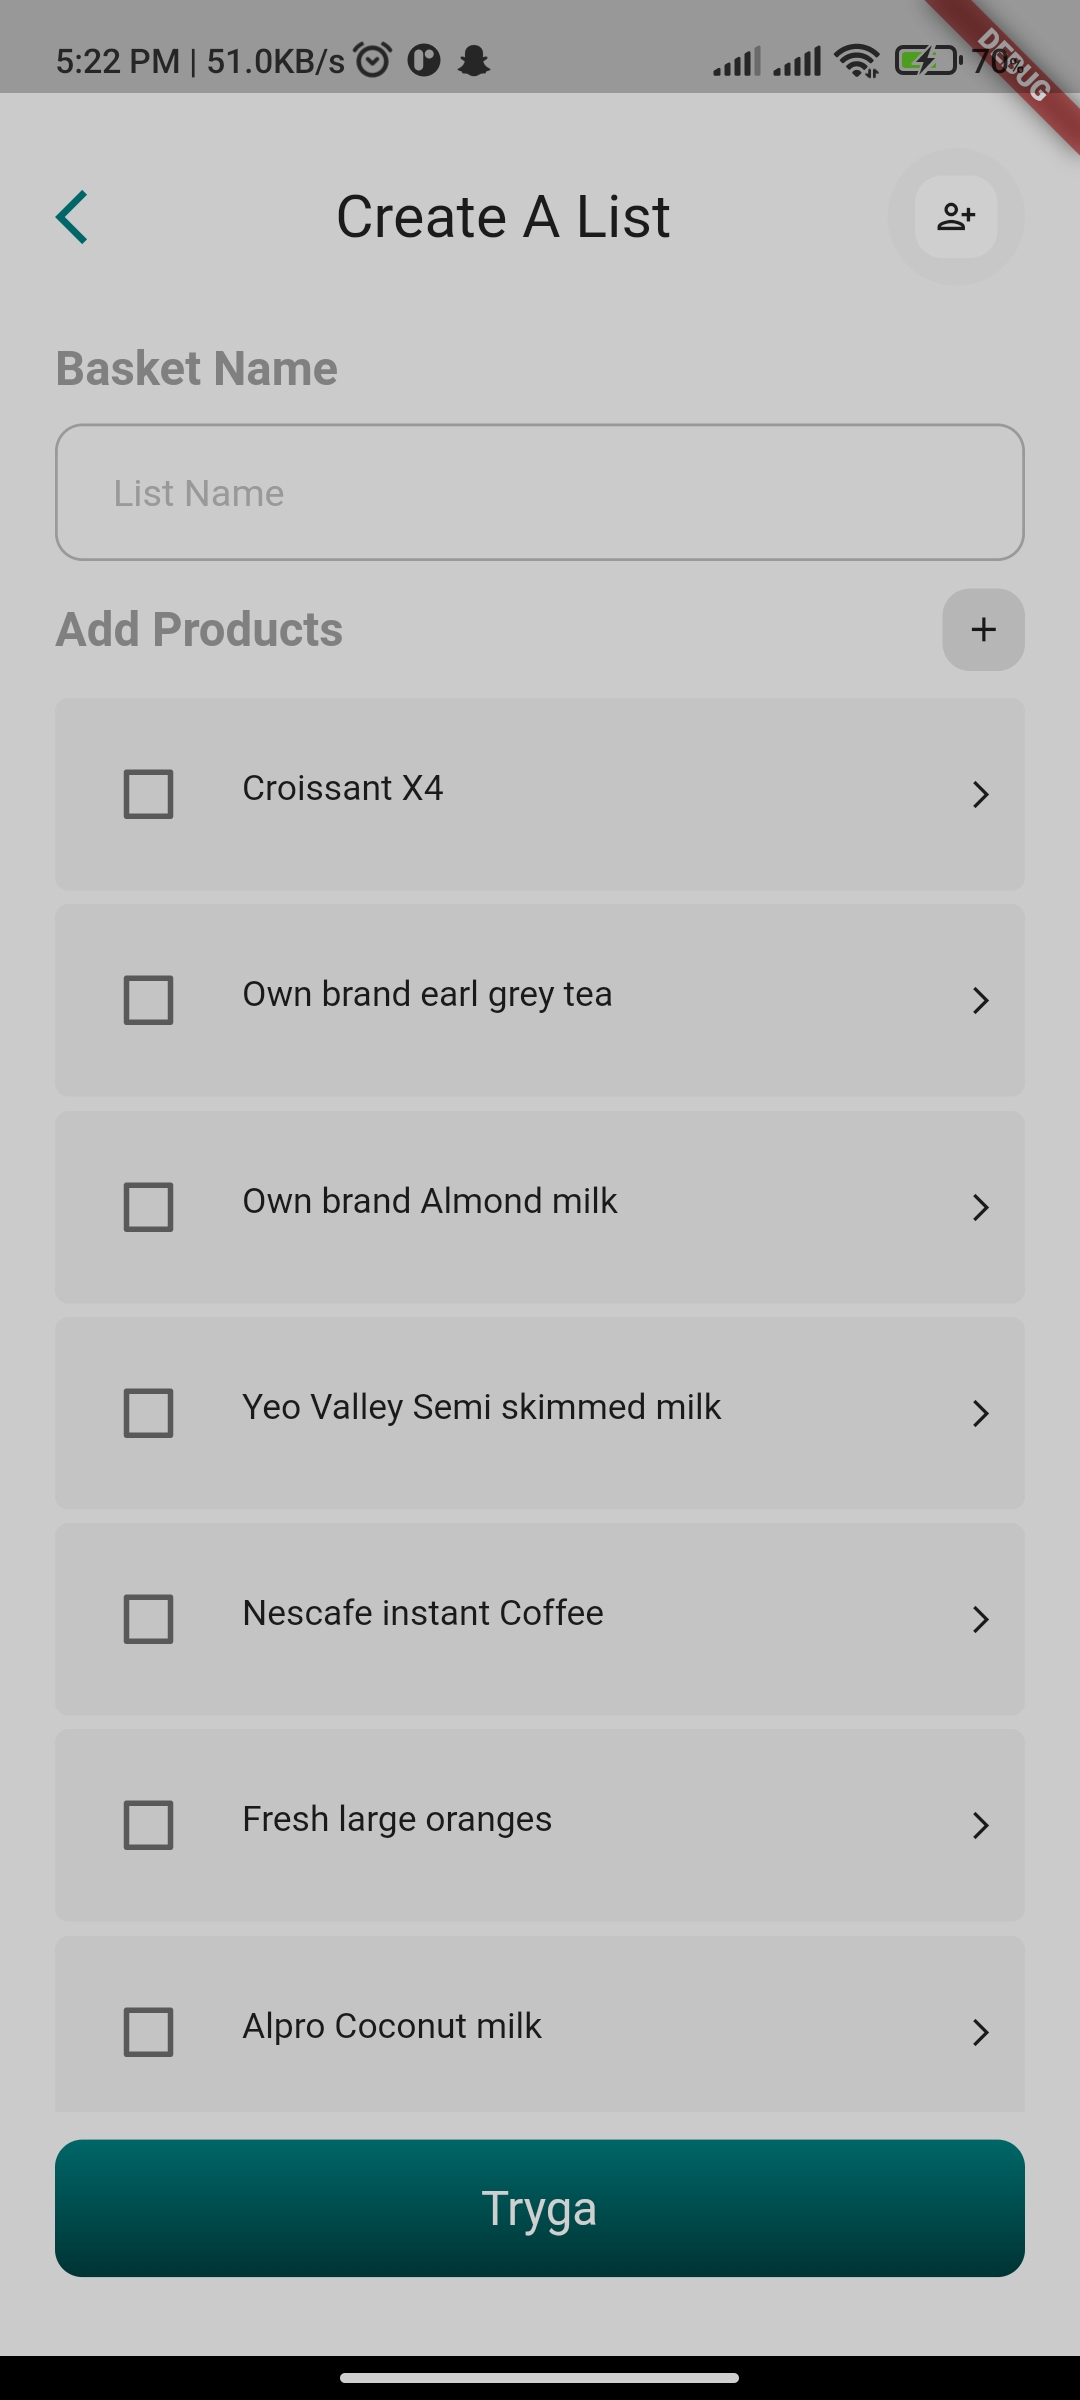 5:22 PM | 51.0KB/s
DEBUG
Create A List
Basket Name
List Name
Add Products
Croissant X4
Own brand earl grey tea
Own brand Almond milk
Yeo Valley Semi skimmed milk
Nescafe instant Coffee
Fresh large oranges
Alpro Coconut milk
Tryga